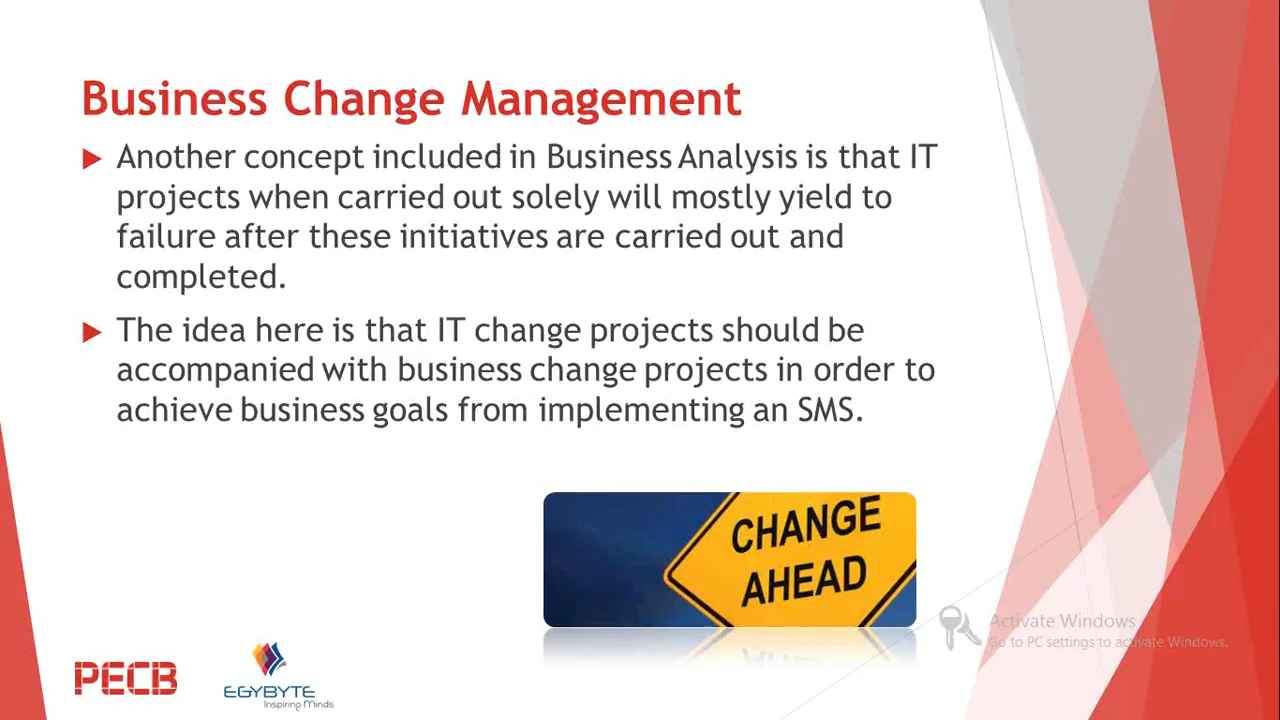 Business Change Management
Another concept included in Business Analysis is that IT
projects when carried out solely will mostly yield to
failure after these initiatives are carried out and
completed.
The idea here is that IT change projects should be
accompanied with business change projects in order to
achieve business goals from implementing an SMS.
CHANGE
AHEAD
Activate Windows
Go to PC settings to activate Windows.
PECB
EGYBYTE
Inspiring Minds